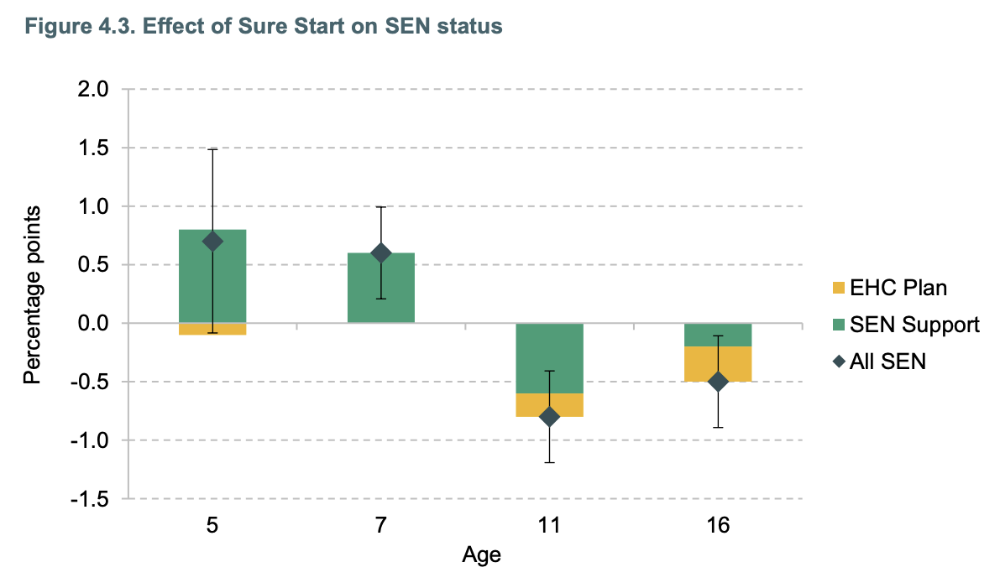 Figure 4.3. Effect of Sure Start on SEN status
2.0
1.5
1.0
0.5
0.0
-0.5
-1.0
-1.5
Percentage points
5 7 11 16
Age
EHC Plan
SEN Support
All SEN